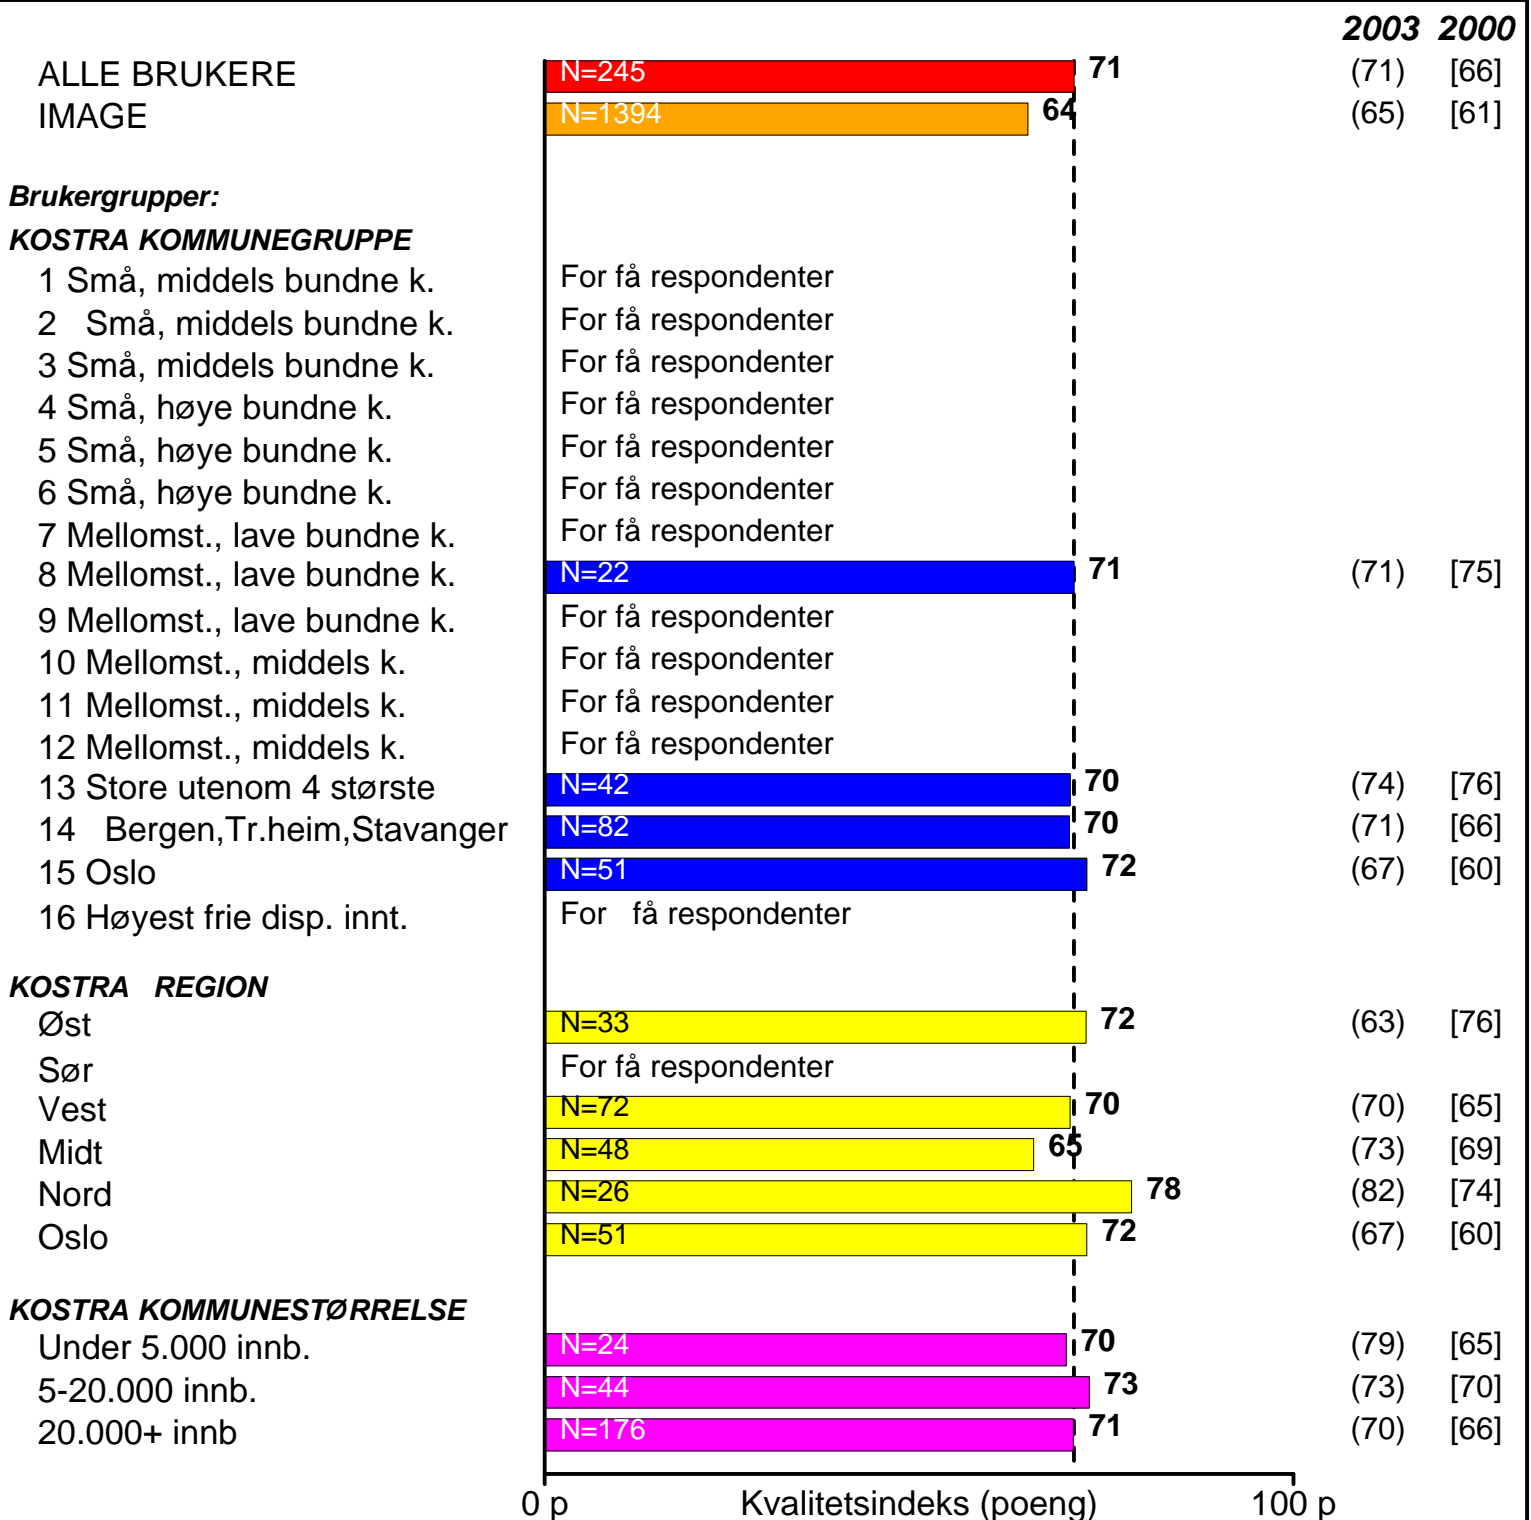 2003 2000
ALLE BRUKERE N=245 71 (71) [66]
IMAGE N=1394 64 (65) [61]
Brukergrupper:
KOSTRA KOMMUNEGRUPPE
1 Små, middels bundne k. For få respondenter
2 Små, middels bundne k. For få respondenter
3 Små, middels bundne k. For få respondenter
4 Små, høye bundne k. For få respondenter
5 Små, høye bundne k. For få respondenter
6 Små, høye bundne k. For få respondenter
7 Mellomst., lave bundne k. For få respondenter
8 Mellomst., lave bundne k. N=22 71 (71) [75]
9 Mellomst., lave bundne k. For få respondenter
10 Mellomst., middels k. For få respondenter
11 Mellomst., middels k. For få respondenter
12 Mellomst., middels k. For få respondenter
13 Store utenom 4 største N=42 70 (74) [76]
14 Bergen,Tr.heim,Stavanger N=82 70 (71) [66]
15 Oslo N=51 72 (67) [60]
16 Høyest frie disp. innt. For få respondenter
KOSTRA REGION
Øst N=33 72 (63) [76]
Sør For få respondenter
Vest N=72 70 (70) [65]
Midt N=48 65 (73) [69]
Nord N=26 78 (82) [74]
Oslo N=51 72 (67) [60]
KOSTRA KOMMUNESTØRRELSE
Under 5.000 innb. N=24 70 (79) [65]
5-20.000 innb. N=44 73 (73) [70]
20.000+ innb N=176 71 (70) [66]
0 p Kvalitetsindeks (poeng) 100 p